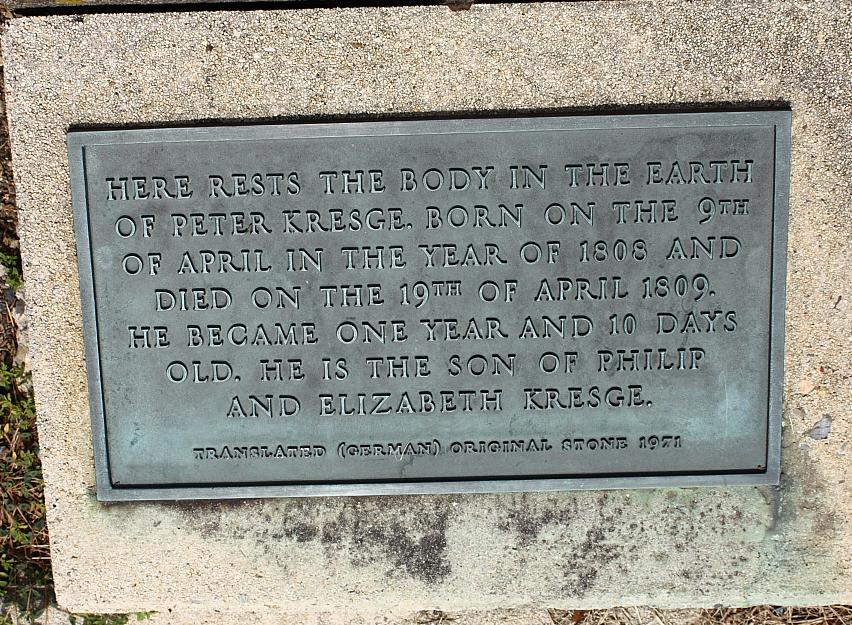 HERE RESTS THE BODY IN THE EARTH
OF PETER KRESGE. BORN ON THE 9TH
OF APRIL IN THE YEAR OF 1808 AND
DIED ON THE 19TH OF APRIL 1809.
HE BECAME ONE YEAR AND 10 DAYS
OLD. HE IS THE SON OF PHILIP
AND ELIZABETH KRESGE.
TRANSLATED (GERMAN) ORIGINAL STONE 1971